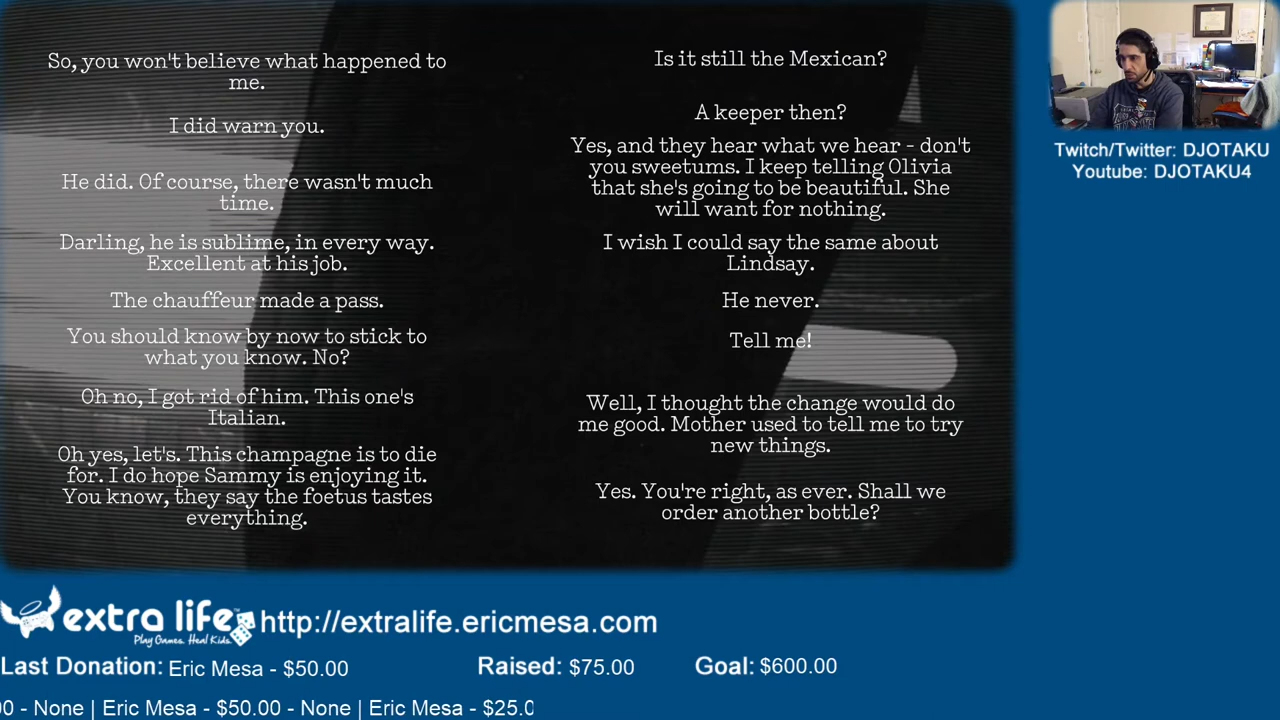 So, you won't believe what happened to
me.
I did warn you.
He did. Of course, there wasn't much
time.
Darling, he is sublime, in every way.
Excellent at his job.
The chauffeur made a pass.
You should know by now to stick to
what you know. No?
Oh no, I got rid of him. This one's
Italian.
Oh yes, let's. This champagne is to die
for. I do hope Sammy is enjoying it.
You know, they say the foetus tastes
everything.
Is it still the Mexican?
A keeper then?
Yes, and they hear what we hear - don't
you sweetums. I keep telling Olivia
that she's going to be beautiful. She
will want for nothing.
I wish I could say the same about
Lindsay.
He never.
Tell me!
Well, I thought the change would do
me good. Mother used to tell me to try
new things.
Yes. You're right, as ever. Shall we
order another bottle?
Twitch/Twitter: DJOTAKU
Youtube: DJOTAKU4
extra life
Play Games. Heal Kids.
http://extralife.ericmesa.com
Last Donation: Eric Mesa - $50.00
Raised: $75.00
Goal: $600.00
00 - None | Eric Mesa - $50.00 - None | Eric Mesa - $25.0